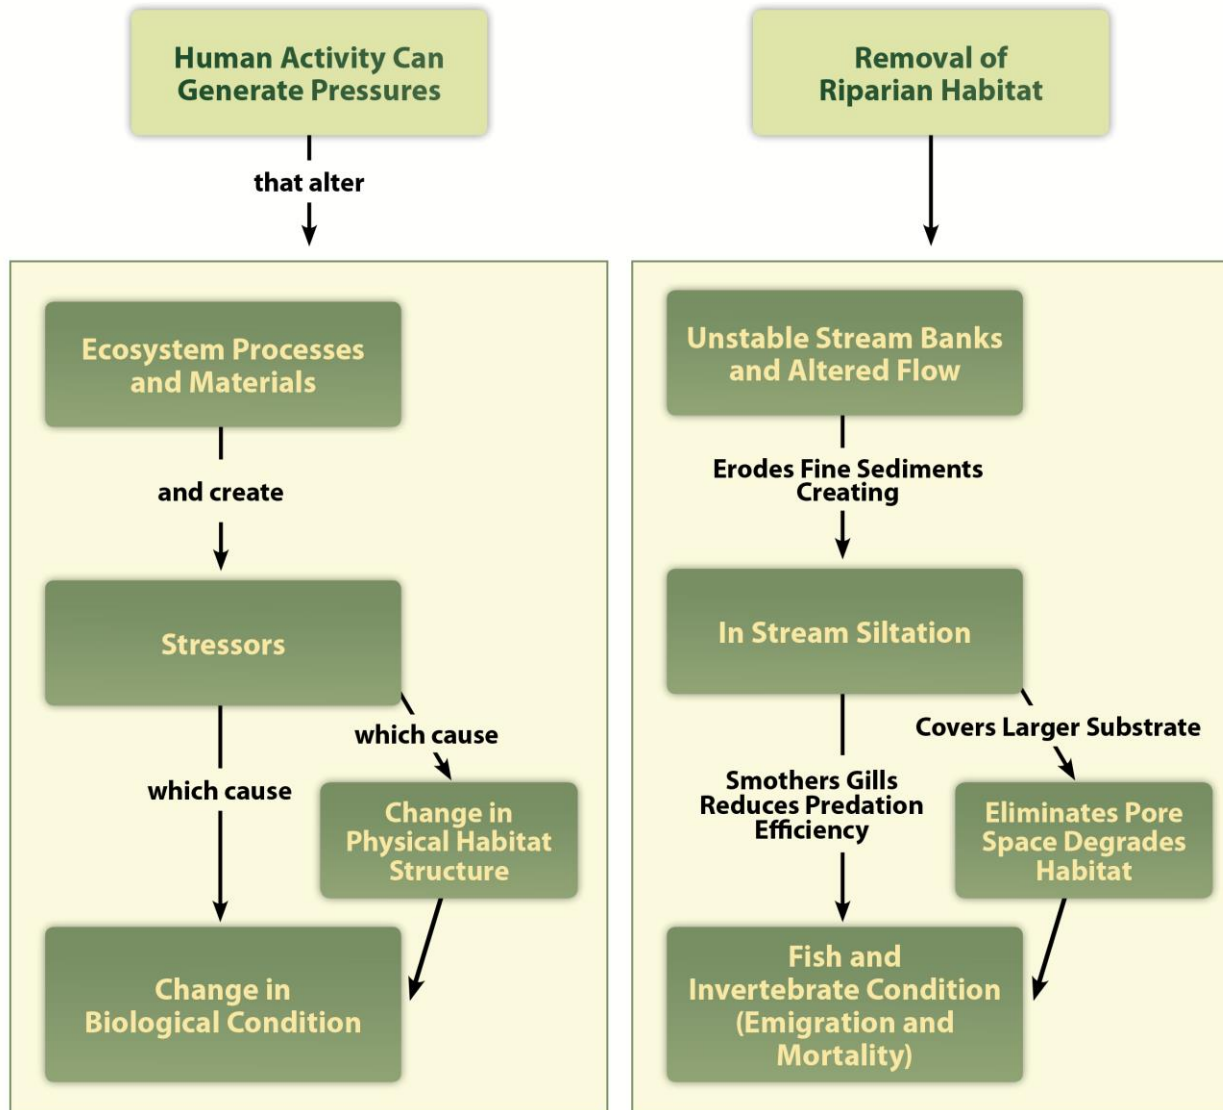 Human Activity Can
Generate Pressures
that alter
Ecosystem Processes
and Materials
and create
Stressors
which cause
which cause
Change in
Physical Habitat
Structure
Change in
Biological Condition
Removal of
Riparian Habitat
Unstable Stream Banks
and Altered Flow
Erodes Fine Sediments
Creating
In Stream Siltation
Covers Larger Substrate
Smothers Gills
Reduces Predation
Efficiency
Eliminates Pore
Space Degrades
Habitat
Fish and
Invertebrate Condition
(Emigration and
Mortality)